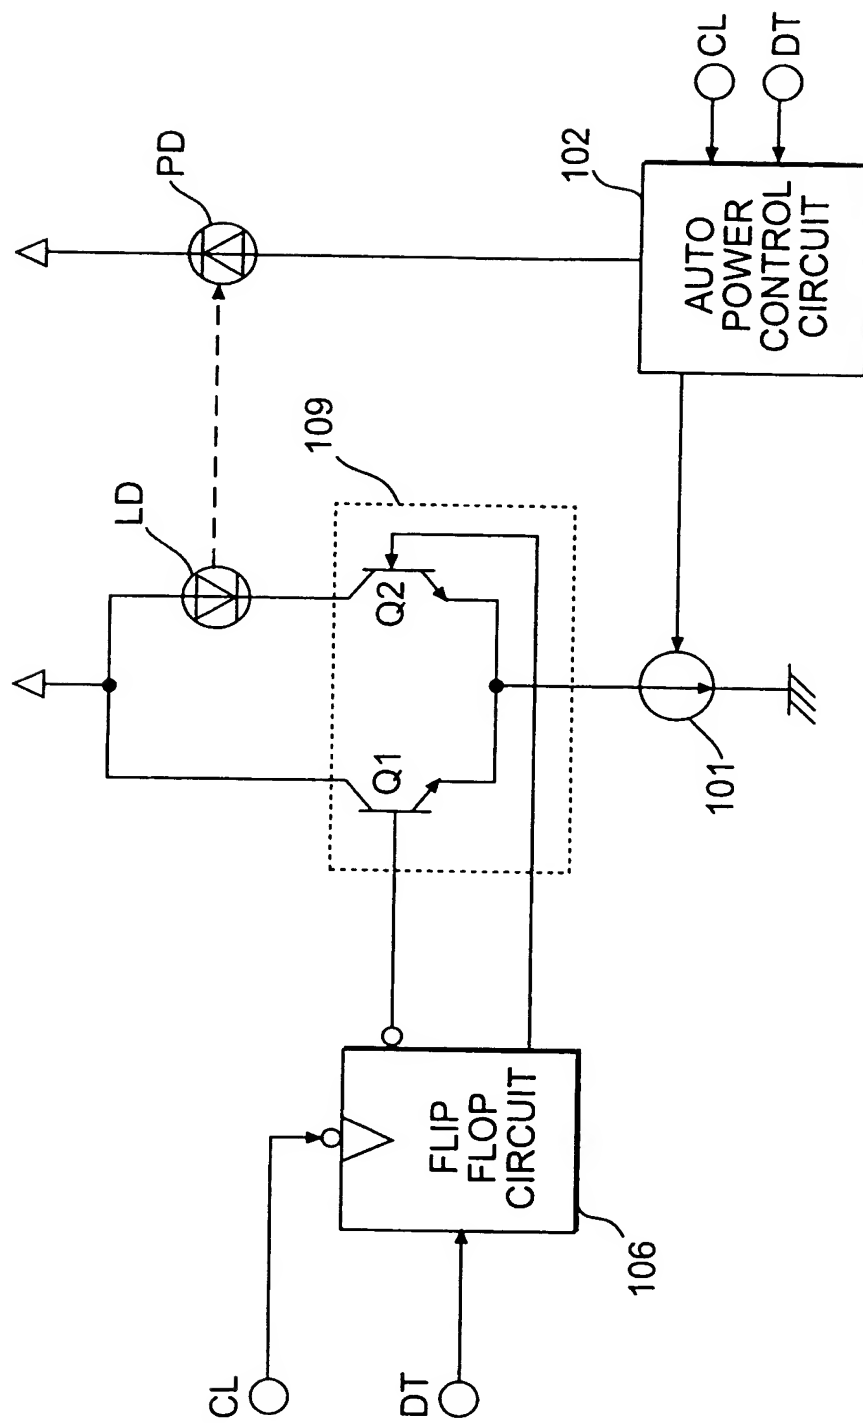 CL
DT
FLIP
FLOP
CIRCUIT
106
Q1
Q2
109
LD
PD
101
102
AUTO
POWER
CONTROL
CIRCUIT
CL
DT